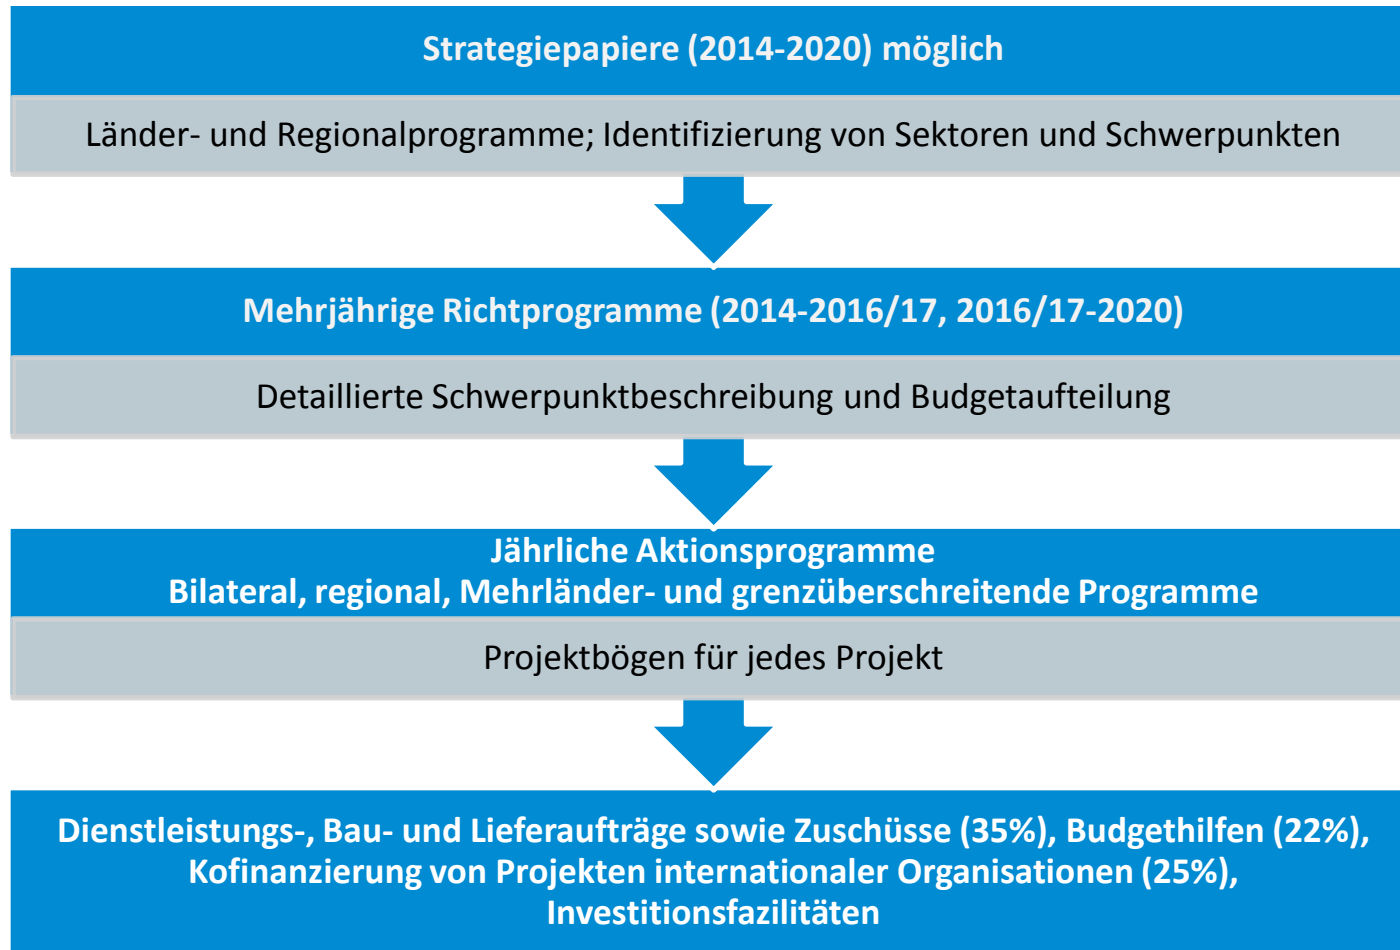 Strategiepapiere (2014-2020) möglich
Länder- und Regionalprogramme; Identifizierung von Sektoren und Schwerpunkten
Mehrjährige Richtprogramme (2014-2016/17, 2016/17-2020)
Detaillierte Schwerpunktbeschreibung und Budgetaufteilung
Jährliche Aktionsprogramme
Bilateral, regional, Mehrländer- und grenzüberschreitende Programme
Projektbögen für jedes Projekt
Dienstleistungs-, Bau- und Lieferaufträge sowie Zuschüsse (35%), Budgethilfen (22%),
Kofinanzierung von Projekten internationaler Organisationen (25%),
Investitionsfazilitäten